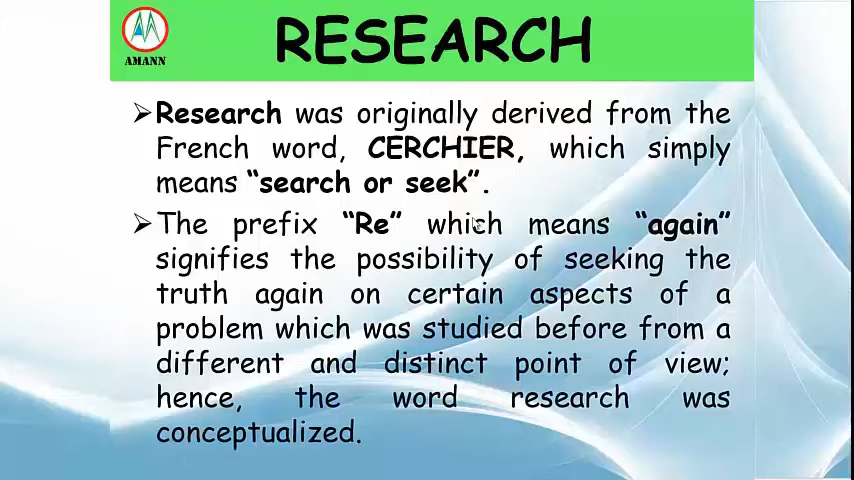 AMANN
RESEARCH
➢Research was originally derived from the
French word, CERCHIER, which simply
means “search or seek”.
➢The prefix “Re” which means “again”
signifies the possibility of seeking the
truth again on certain aspects of a
problem which was studied before from a
different and distinct point of view;
hence, the word research was
conceptualized.